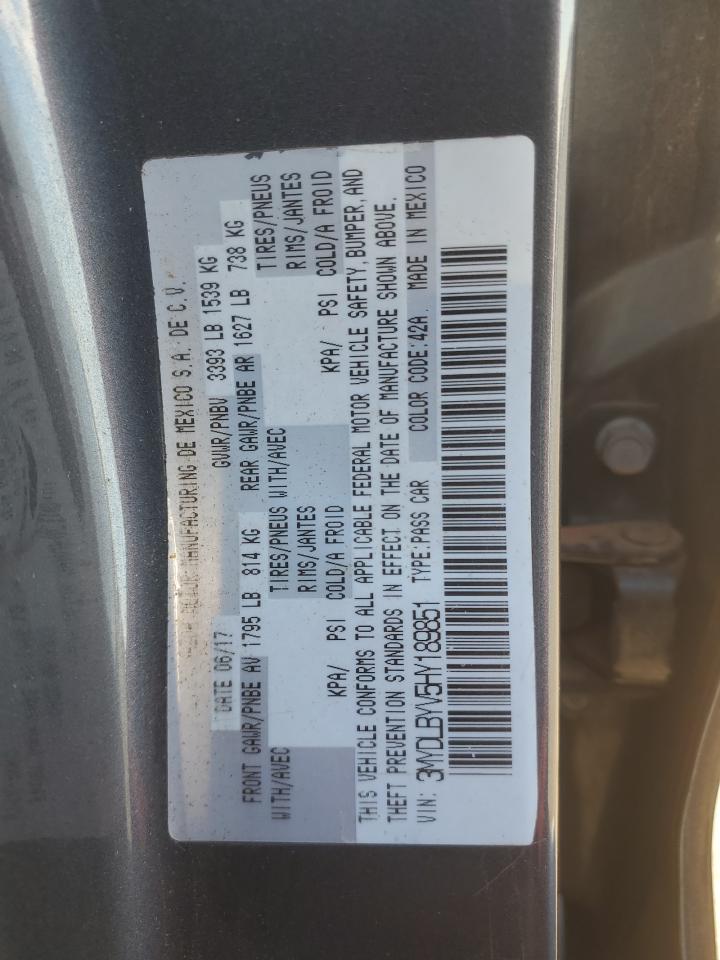 MANUFACTURING DE MEXICO S.A. DE C.V.
DATE 06/17 GVWR/PNBV 3393 LB 1539 KG
FRONT GAWR/PNBE AV 1795 LB 814 KG REAR GAWR/PNBE AR 1627 LB 738 KG
WITH/AVEC TIRES/PNEUS WITH/AVEC TIRES/PNEUS
RIMS/JANTES RIMS/JANTES
KPA/ PSI COLD/A FROID KPA/ PSI COLD/A FROID
THIS VEHICLE CONFORMS TO ALL APPLICABLE FEDERAL MOTOR VEHICLE SAFETY, BUMPER, AND
THEFT PREVENTION STANDARDS IN EFFECT ON THE DATE OF MANUFACTURE SHOWN ABOVE.
VIN: 3MYDLBYV5HY189851 TYPE:PASS CAR COLOR CODE:42A MADE IN MEXICO